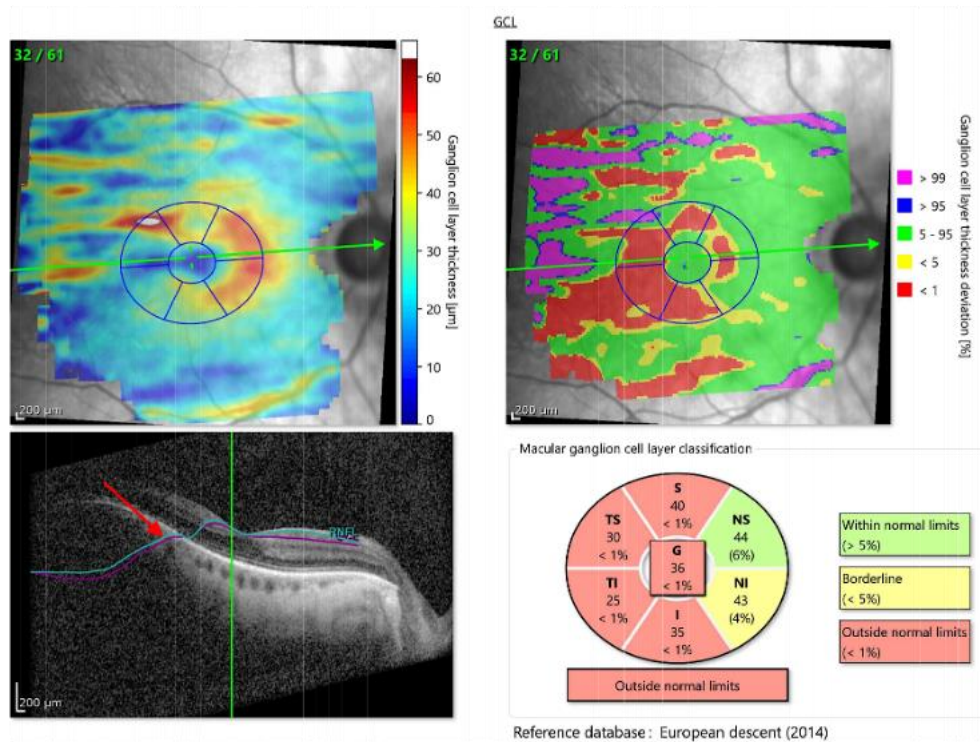 GCL
32 / 61
60
50
40
30
20
10
0
Ganglion cell layer thickness [µm]
200 µm
32 / 61
> 99
> 95
5 - 95
< 5
< 1
Ganglion cell layer thickness deviation [%]
200 µm
RNFL
200 µm
Macular ganglion cell layer classification
S
40
< 1%
TS
30
< 1%
NS
44
(6%)
G
36
< 1%
TI
25
< 1%
NI
43
(4%)
I
35
< 1%
Outside normal limits
Within normal limits
(> 5%)
Borderline
(< 5%)
Outside normal limits
(< 1%)
Reference database : European descent (2014)